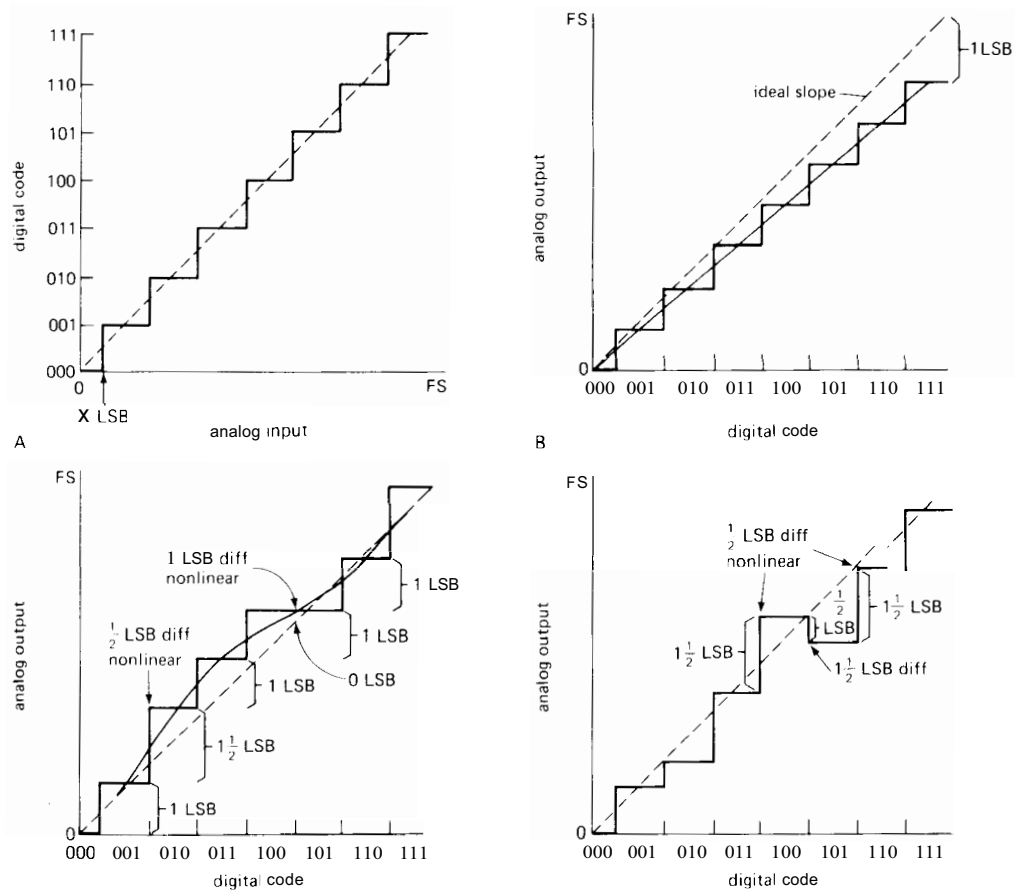 111
110
101
100
011
010
001
000
digital code
0
FS
X LSB
analog input
A
FS
1 LSB
ideal slope
analog output
0
000 001 010 011 100 101 110 111
digital code
B
FS
1 LSB diff
nonlinear
1 LSB
1/2 LSB diff
nonlinear
1 LSB
0 LSB
1 LSB
1 1/2 LSB
1 LSB
analog output
0
000 001 010 011 100 101 110 111
digital code
FS
1/2 LSB diff
nonlinear
1/2
LSB
1 1/2 LSB
1 1/2 LSB
1 1/2 LSB diff
analog output
0
000 001 010 011 100 101 110 111
digital code